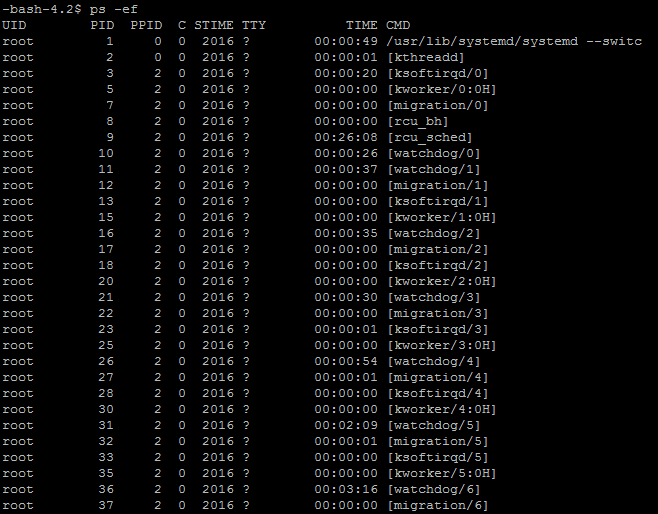 -bash-4.2$ ps -ef
UID        PID  PPID  C STIME TTY          TIME CMD
root         1     0  0  2016 ?        00:00:49 /usr/lib/systemd/systemd --switc
root         2     0  0  2016 ?        00:00:01 [kthreadd]
root         3     2  0  2016 ?        00:00:20 [ksoftirqd/0]
root         5     2  0  2016 ?        00:00:00 [kworker/0:0H]
root         7     2  0  2016 ?        00:00:00 [migration/0]
root         8     2  0  2016 ?        00:00:00 [rcu_bh]
root         9     2  0  2016 ?        00:26:08 [rcu_sched]
root        10     2  0  2016 ?        00:00:26 [watchdog/0]
root        11     2  0  2016 ?        00:00:37 [watchdog/1]
root        12     2  0  2016 ?        00:00:00 [migration/1]
root        13     2  0  2016 ?        00:00:00 [ksoftirqd/1]
root        15     2  0  2016 ?        00:00:00 [kworker/1:0H]
root        16     2  0  2016 ?        00:00:35 [watchdog/2]
root        17     2  0  2016 ?        00:00:00 [migration/2]
root        18     2  0  2016 ?        00:00:00 [ksoftirqd/2]
root        20     2  0  2016 ?        00:00:00 [kworker/2:0H]
root        21     2  0  2016 ?        00:00:30 [watchdog/3]
root        22     2  0  2016 ?        00:00:00 [migration/3]
root        23     2  0  2016 ?        00:00:01 [ksoftirqd/3]
root        25     2  0  2016 ?        00:00:00 [kworker/3:0H]
root        26     2  0  2016 ?        00:00:54 [watchdog/4]
root        27     2  0  2016 ?        00:00:01 [migration/4]
root        28     2  0  2016 ?        00:00:00 [ksoftirqd/4]
root        30     2  0  2016 ?        00:00:00 [kworker/4:0H]
root        31     2  0  2016 ?        00:02:09 [watchdog/5]
root        32     2  0  2016 ?        00:00:01 [migration/5]
root        33     2  0  2016 ?        00:00:00 [ksoftirqd/5]
root        35     2  0  2016 ?        00:00:00 [kworker/5:0H]
root        36     2  0  2016 ?        00:03:16 [watchdog/6]
root        37     2  0  2016 ?        00:00:00 [migration/6]